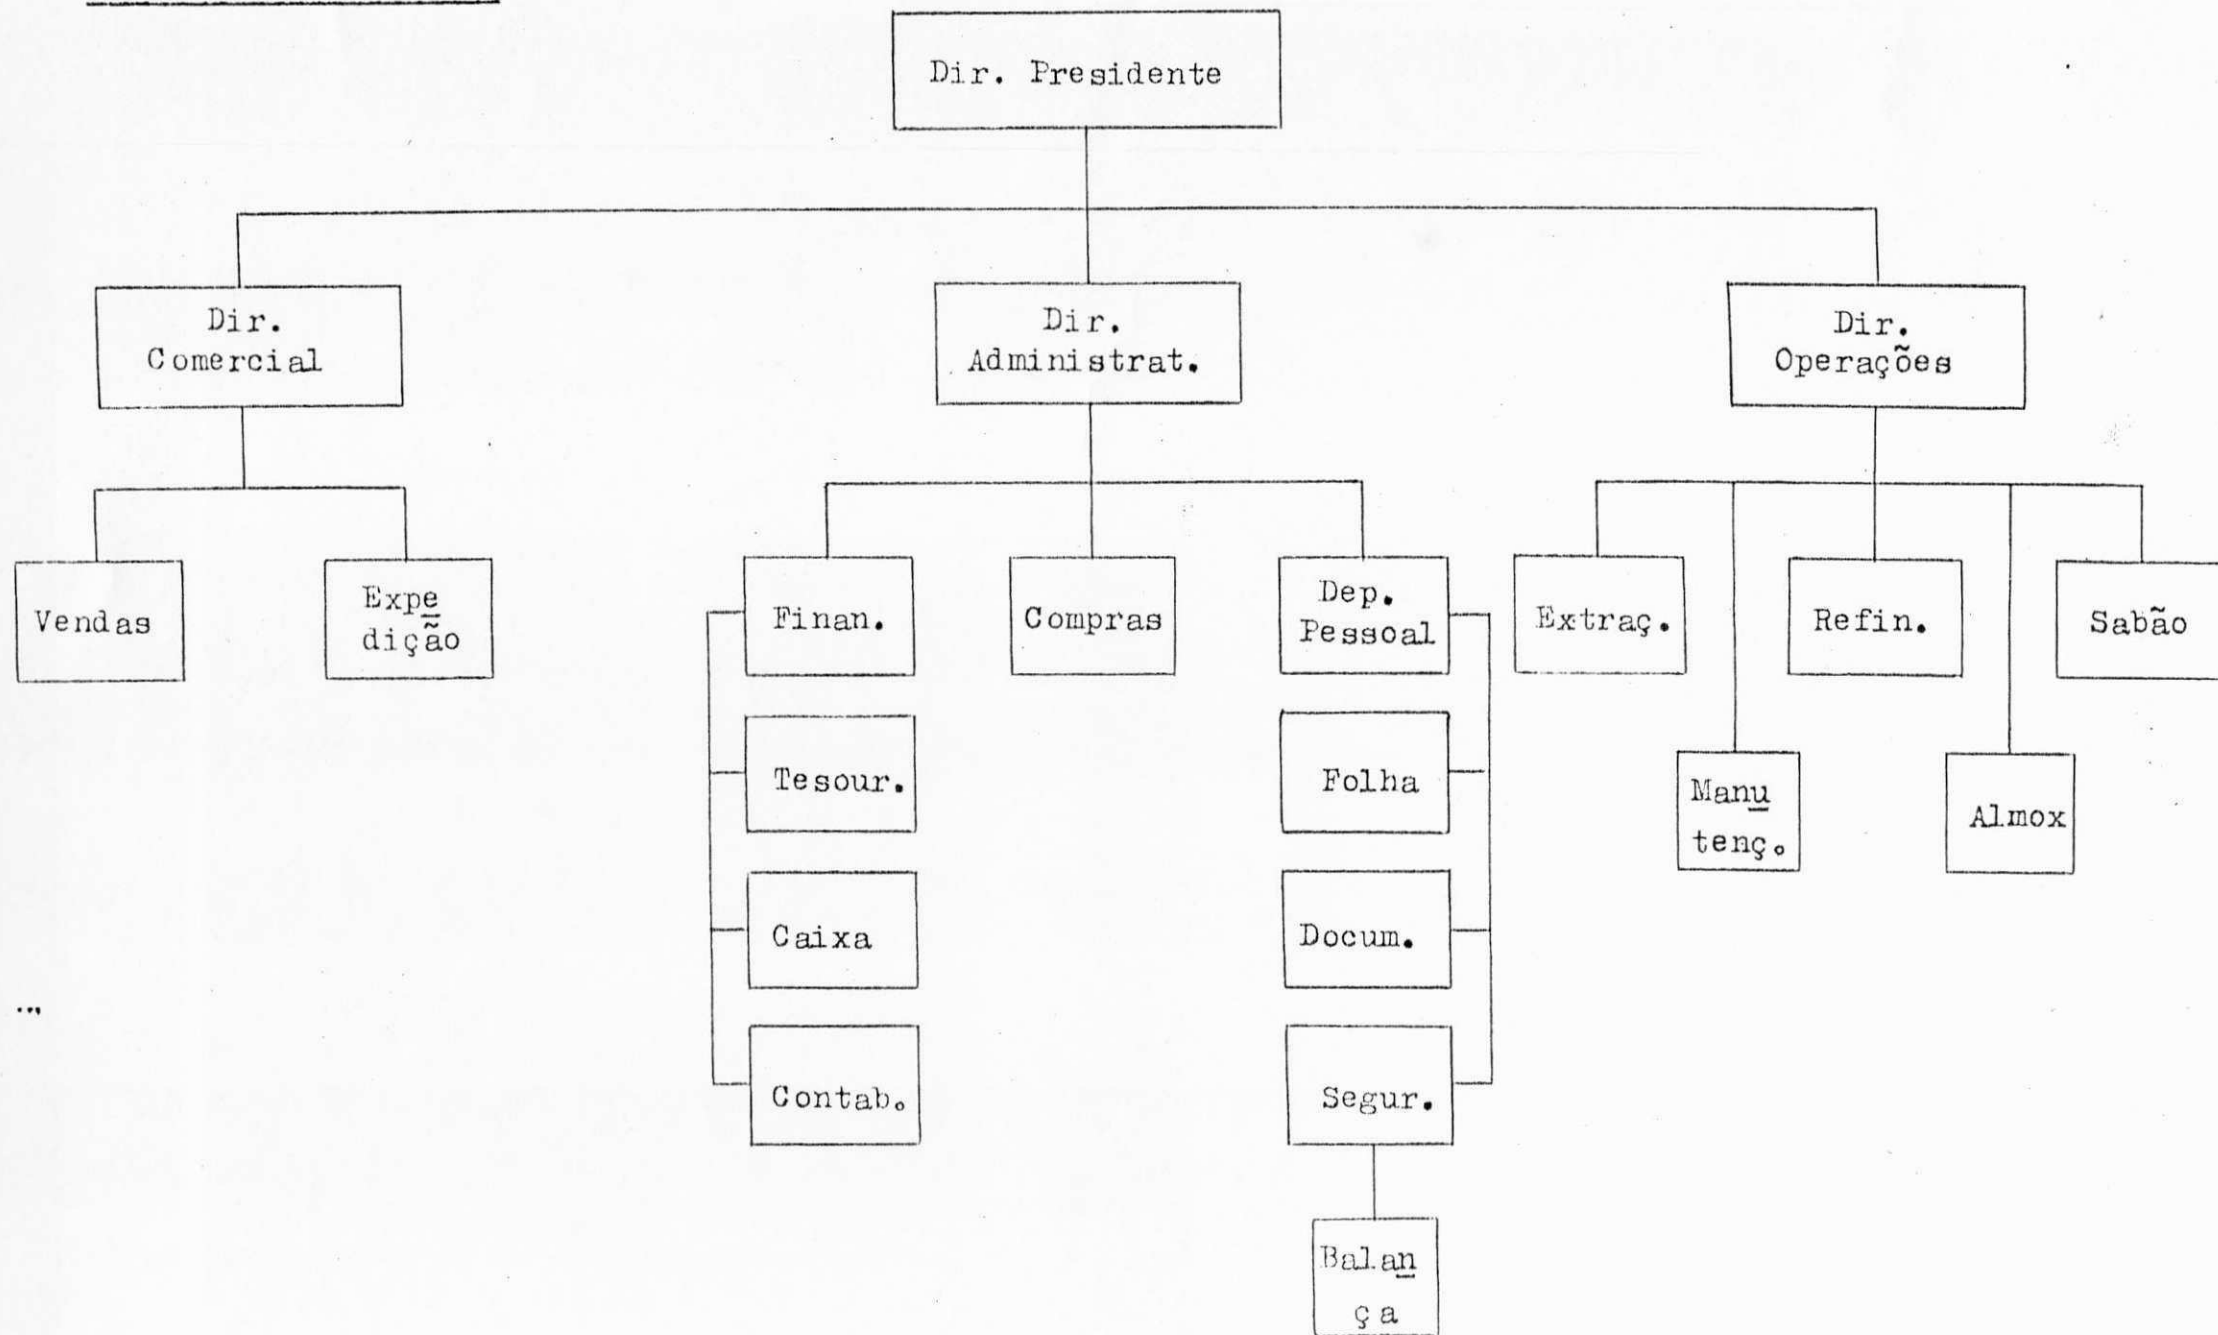 Dir. Presidente
Dir.
Comercial
Dir.
Administrat.
Dir.
Operações
Vendas
Expe
dição
Finan.
Compras
Dep.
Pessoal
Extraç.
Refin.
Sabão
Tesour.
Folha
Manu
tenç.
Almox
Caixa
Docum.
Contab.
Segur.
Balan
ça